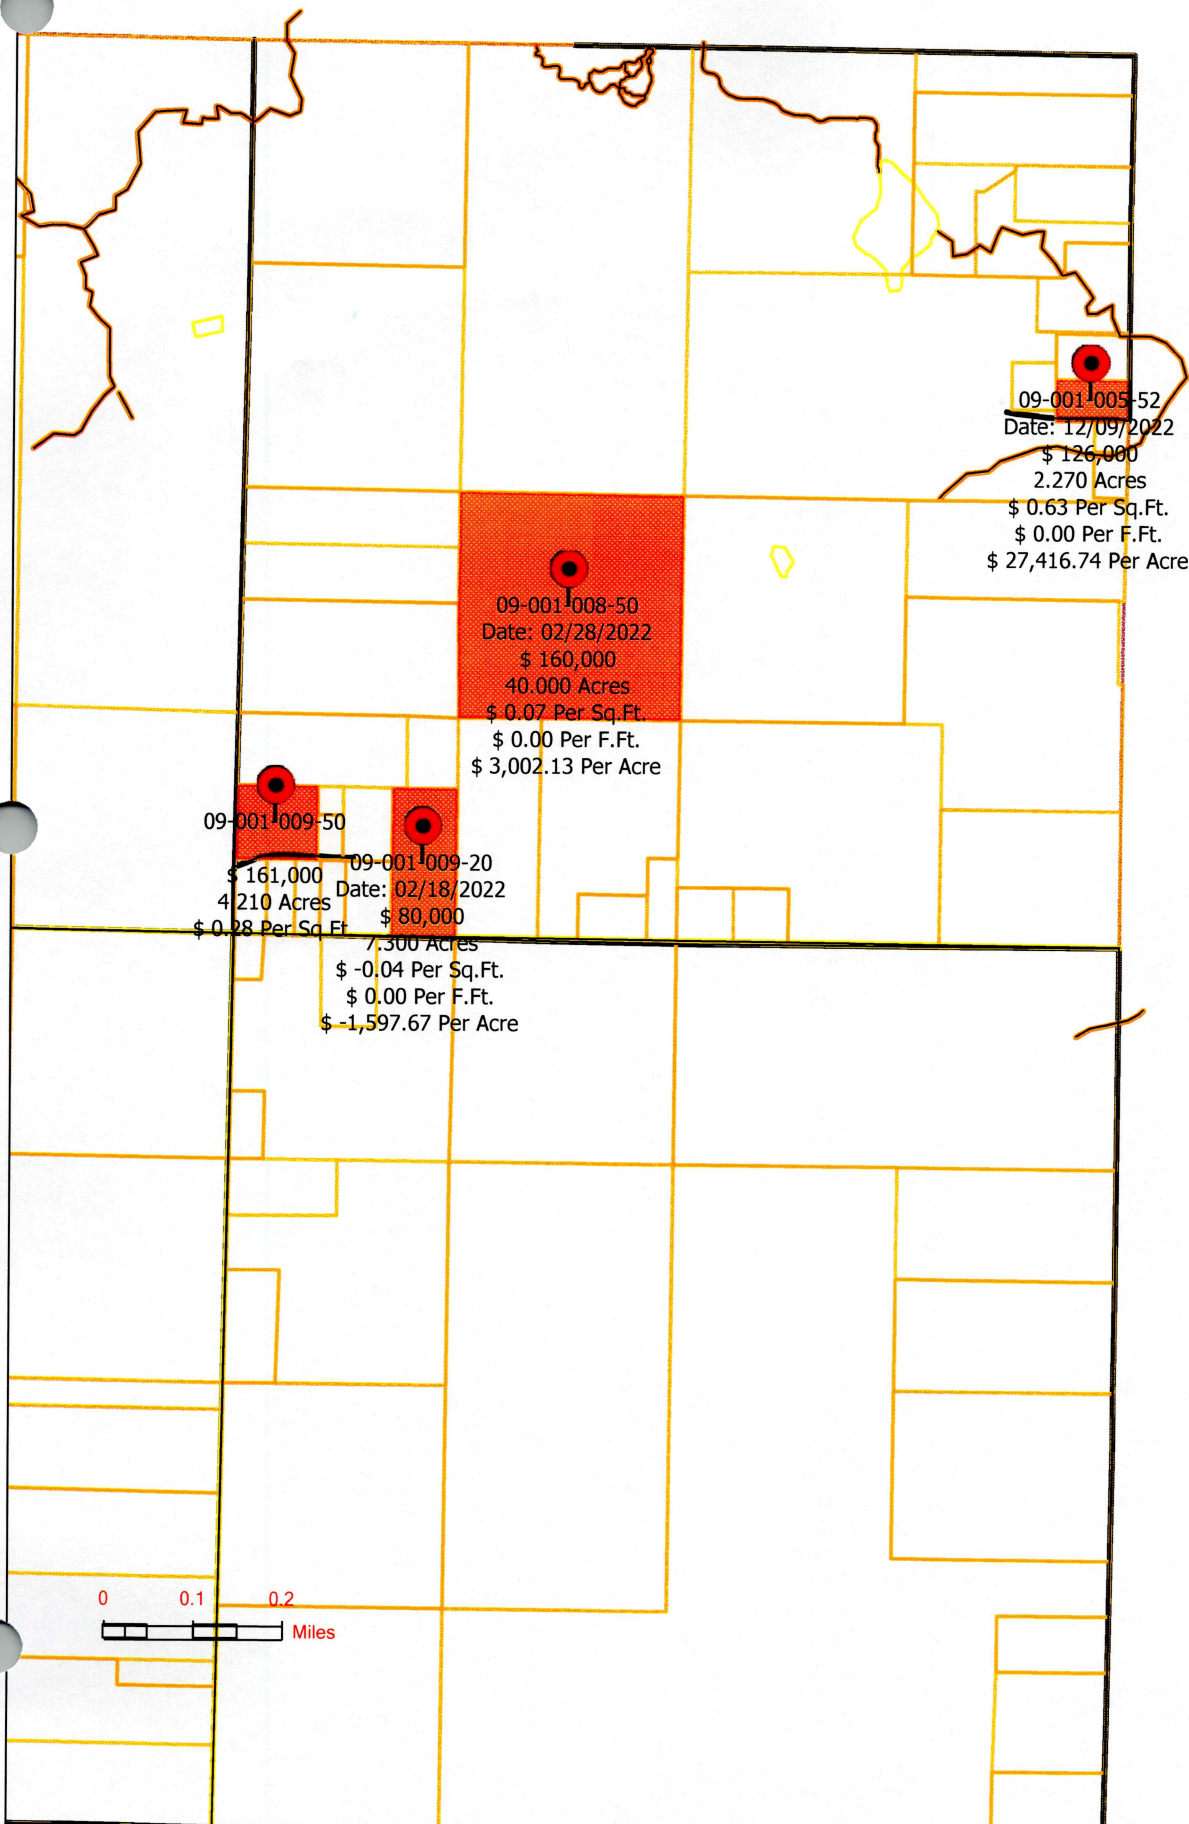 09-001-005-52
Date: 12/09/2022
$ 126,000
2.270 Acres
$ 0.63 Per Sq.Ft.
$ 0.00 Per F.Ft.
$ 27,416.74 Per Acre
09-001-008-50
Date: 02/28/2022
$ 160,000
40.000 Acres
$ 0.07 Per Sq.Ft.
$ 0.00 Per F.Ft.
$ 3,002.13 Per Acre
09-001-009-50
$ 161,000
4.210 Acres
$ 0.28 Per Sq.Ft.
09-001-009-20
Date: 02/18/2022
$ 80,000
7.300 Acres
$ -0.04 Per Sq.Ft.
$ 0.00 Per F.Ft.
$ -1,597.67 Per Acre
0 0.1 0.2
Miles